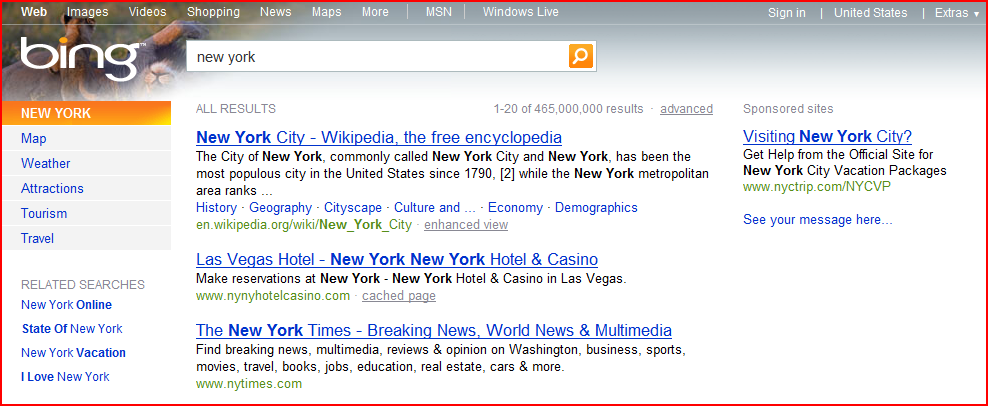 Web Images Videos Shopping News Maps More | MSN | Windows Live
Sign in | United States | Extras
bing™
new york
NEW YORK
Map
Weather
Attractions
Tourism
Travel
RELATED SEARCHES
New York Online
State Of New York
New York Vacation
I Love New York
ALL RESULTS
1-20 of 465,000,000 results · advanced
New York City - Wikipedia, the free encyclopedia
The City of New York, commonly called New York City and New York, has been the
most populous city in the United States since 1790, [2] while the New York metropolitan
area ranks ...
History · Geography · Cityscape · Culture and ... · Economy · Demographics
en.wikipedia.org/wiki/New_York_City · enhanced view
Las Vegas Hotel - New York New York Hotel & Casino
Make reservations at New York - New York Hotel & Casino in Las Vegas.
www.nynyhotelcasino.com · cached page
The New York Times - Breaking News, World News & Multimedia
Find breaking news, multimedia, reviews & opinion on Washington, business, sports,
movies, travel, books, jobs, education, real estate, cars & more.
www.nytimes.com
Sponsored sites
Visiting New York City?
Get Help from the Official Site for
New York City Vacation Packages
www.nyctrip.com/NYCVP
See your message here...